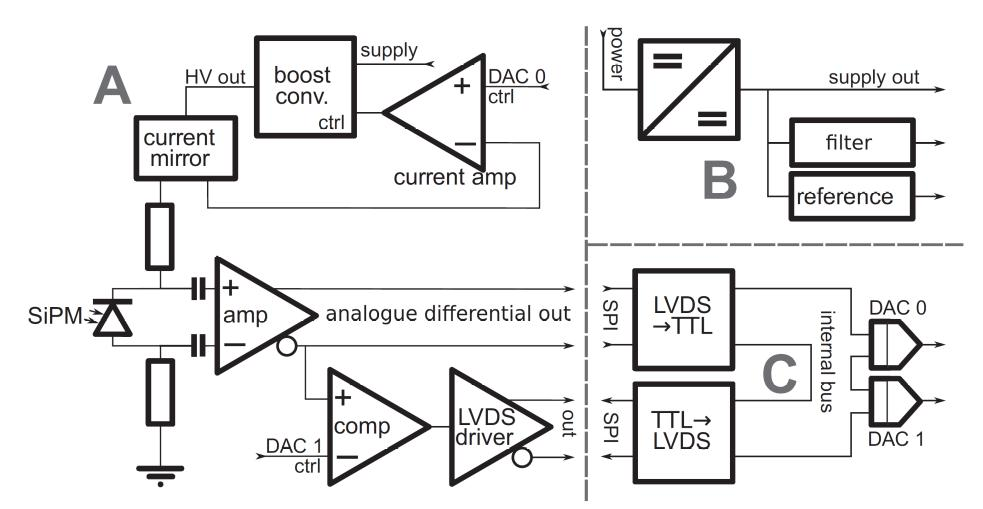 A
HV out
boost
conv.
ctrl
supply
+
−
DAC 0
ctrl
current amp
current
mirror
SiPM
+
amp
−
analogue differential out
+
comp
−
DAC 1
ctrl
LVDS
driver
out
power
supply out
filter
reference
B
SPI
LVDS
→TTL
SPI
TTL→
LVDS
C
internal bus
DAC 0
DAC 1